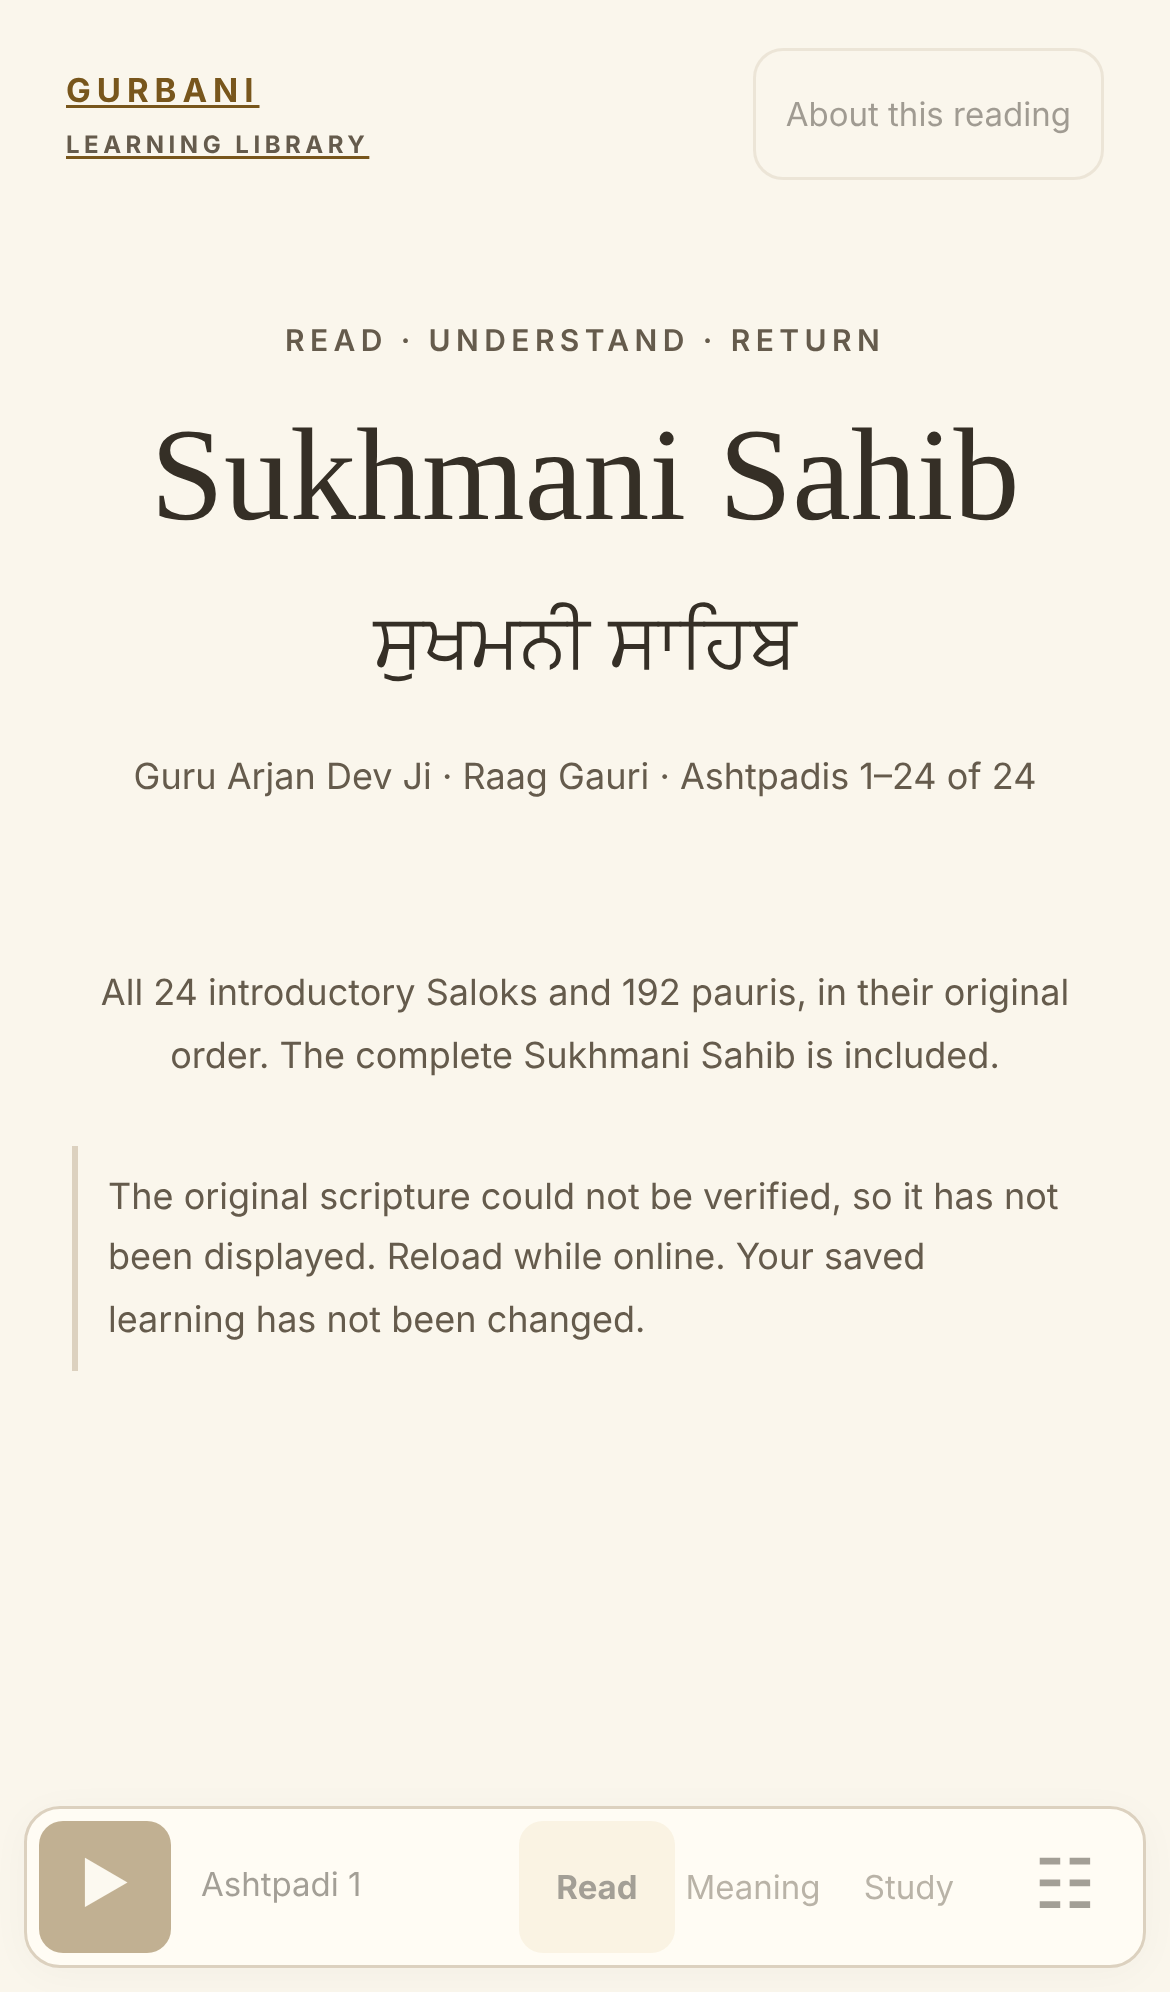 GURBANI
LEARNING LIBRARY
About this reading
READ · UNDERSTAND · RETURN
Sukhmani Sahib
ਸੁਖਮਨੀ ਸਾਹਿਬ
Guru Arjan Dev Ji · Raag Gauri · Ashtpadis 1–24 of 24
All 24 introductory Saloks and 192 pauris, in their original
order. The complete Sukhmani Sahib is included.
The original scripture could not be verified, so it has not
been displayed. Reload while online. Your saved
learning has not been changed.
Ashtpadi 1
Read
Meaning
Study